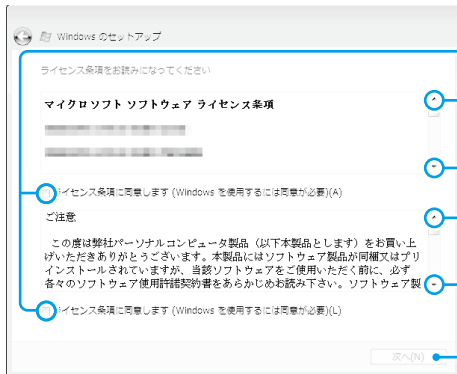 Windows のセットアップ
ライセンス条項をお読みになってください
マイクロソフト ソフトウェア ライセンス条項
ライセンス条項に同意します (Windows を使用するには同意が必要)(A)
ご注意
この度は弊社パーソナルコンピュータ製品（以下本製品とします）をお買い上
げいただきありがとうございます。本製品にはソフトウェア製品が同梱又はプリ
インストールされていますが、当該ソフトウェアをご使用いただく前に、必ず
各々のソフトウェア使用許諾契約書をあらかじめお読み下さい。ソフトウェア製
ライセンス条項に同意します (Windows を使用するには同意が必要)(L)
次へ(N)